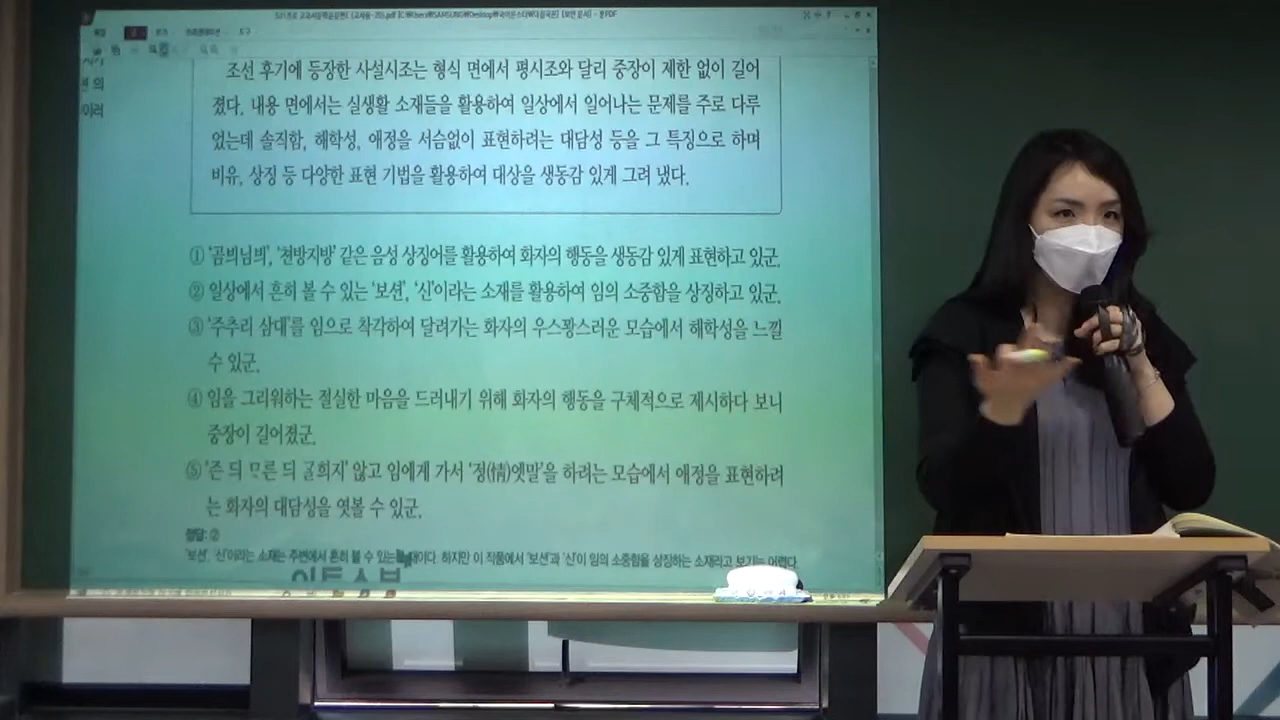 조선 후기에 등장한 사설시조는 형식 면에서 평시조와 달리 중장이 제한 없이 길어
졌다. 내용 면에서는 실생활 소재들을 활용하여 일상에서 일어나는 문제를 주로 다루
었는데 솔직함, 해학성, 애정을 서슴없이 표현하려는 대담성 등을 그 특징으로 하며
비유, 상징 등 다양한 표현 기법을 활용하여 대상을 생동감 있게 그려 냈다.
① ‘곰븨님븨’, ‘쳔방지방’ 같은 음성 상징어를 활용하여 화자의 행동을 생동감 있게 표현하고 있군.
② 일상에서 흔히 볼 수 있는 ‘보션’, ‘신’이라는 소재를 활용하여 임의 소중함을 상징하고 있군.
③ ‘주추리 삼대’를 임으로 착각하여 달려가는 화자의 우스꽝스러운 모습에서 해학성을 느낄
수 있군.
④ 임을 그리워하는 절실한 마음을 드러내기 위해 화자의 행동을 구체적으로 제시하다 보니
중장이 길어졌군.
⑤ ‘즌 듸 므른 듸 굴희지’ 않고 임에게 가서 ‘정(情)엣말’을 하려는 모습에서 애정을 표현하려
는 화자의 대담성을 엿볼 수 있군.
정답: ②
‘보션’, ‘신’이라는 소재는 주변에서 흔히 볼 수 있는 소재이다. 하지만 이 작품에서 ‘보션’과 ‘신’이 임의 소중함을 상징하는 소재라고 보기는 어렵다.